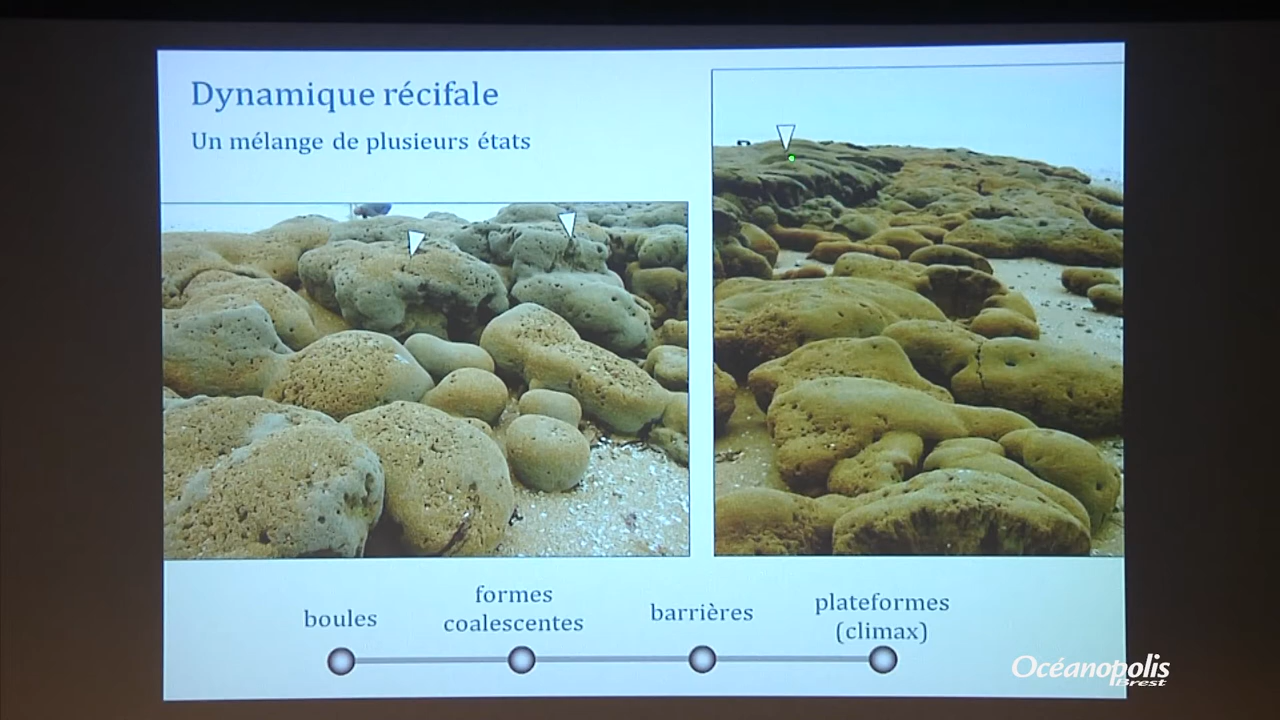 Dynamique récifale
Un mélange de plusieurs états
boules
formes
coalescentes
barrières
plateformes
(climax)
Océanopolis
Brest